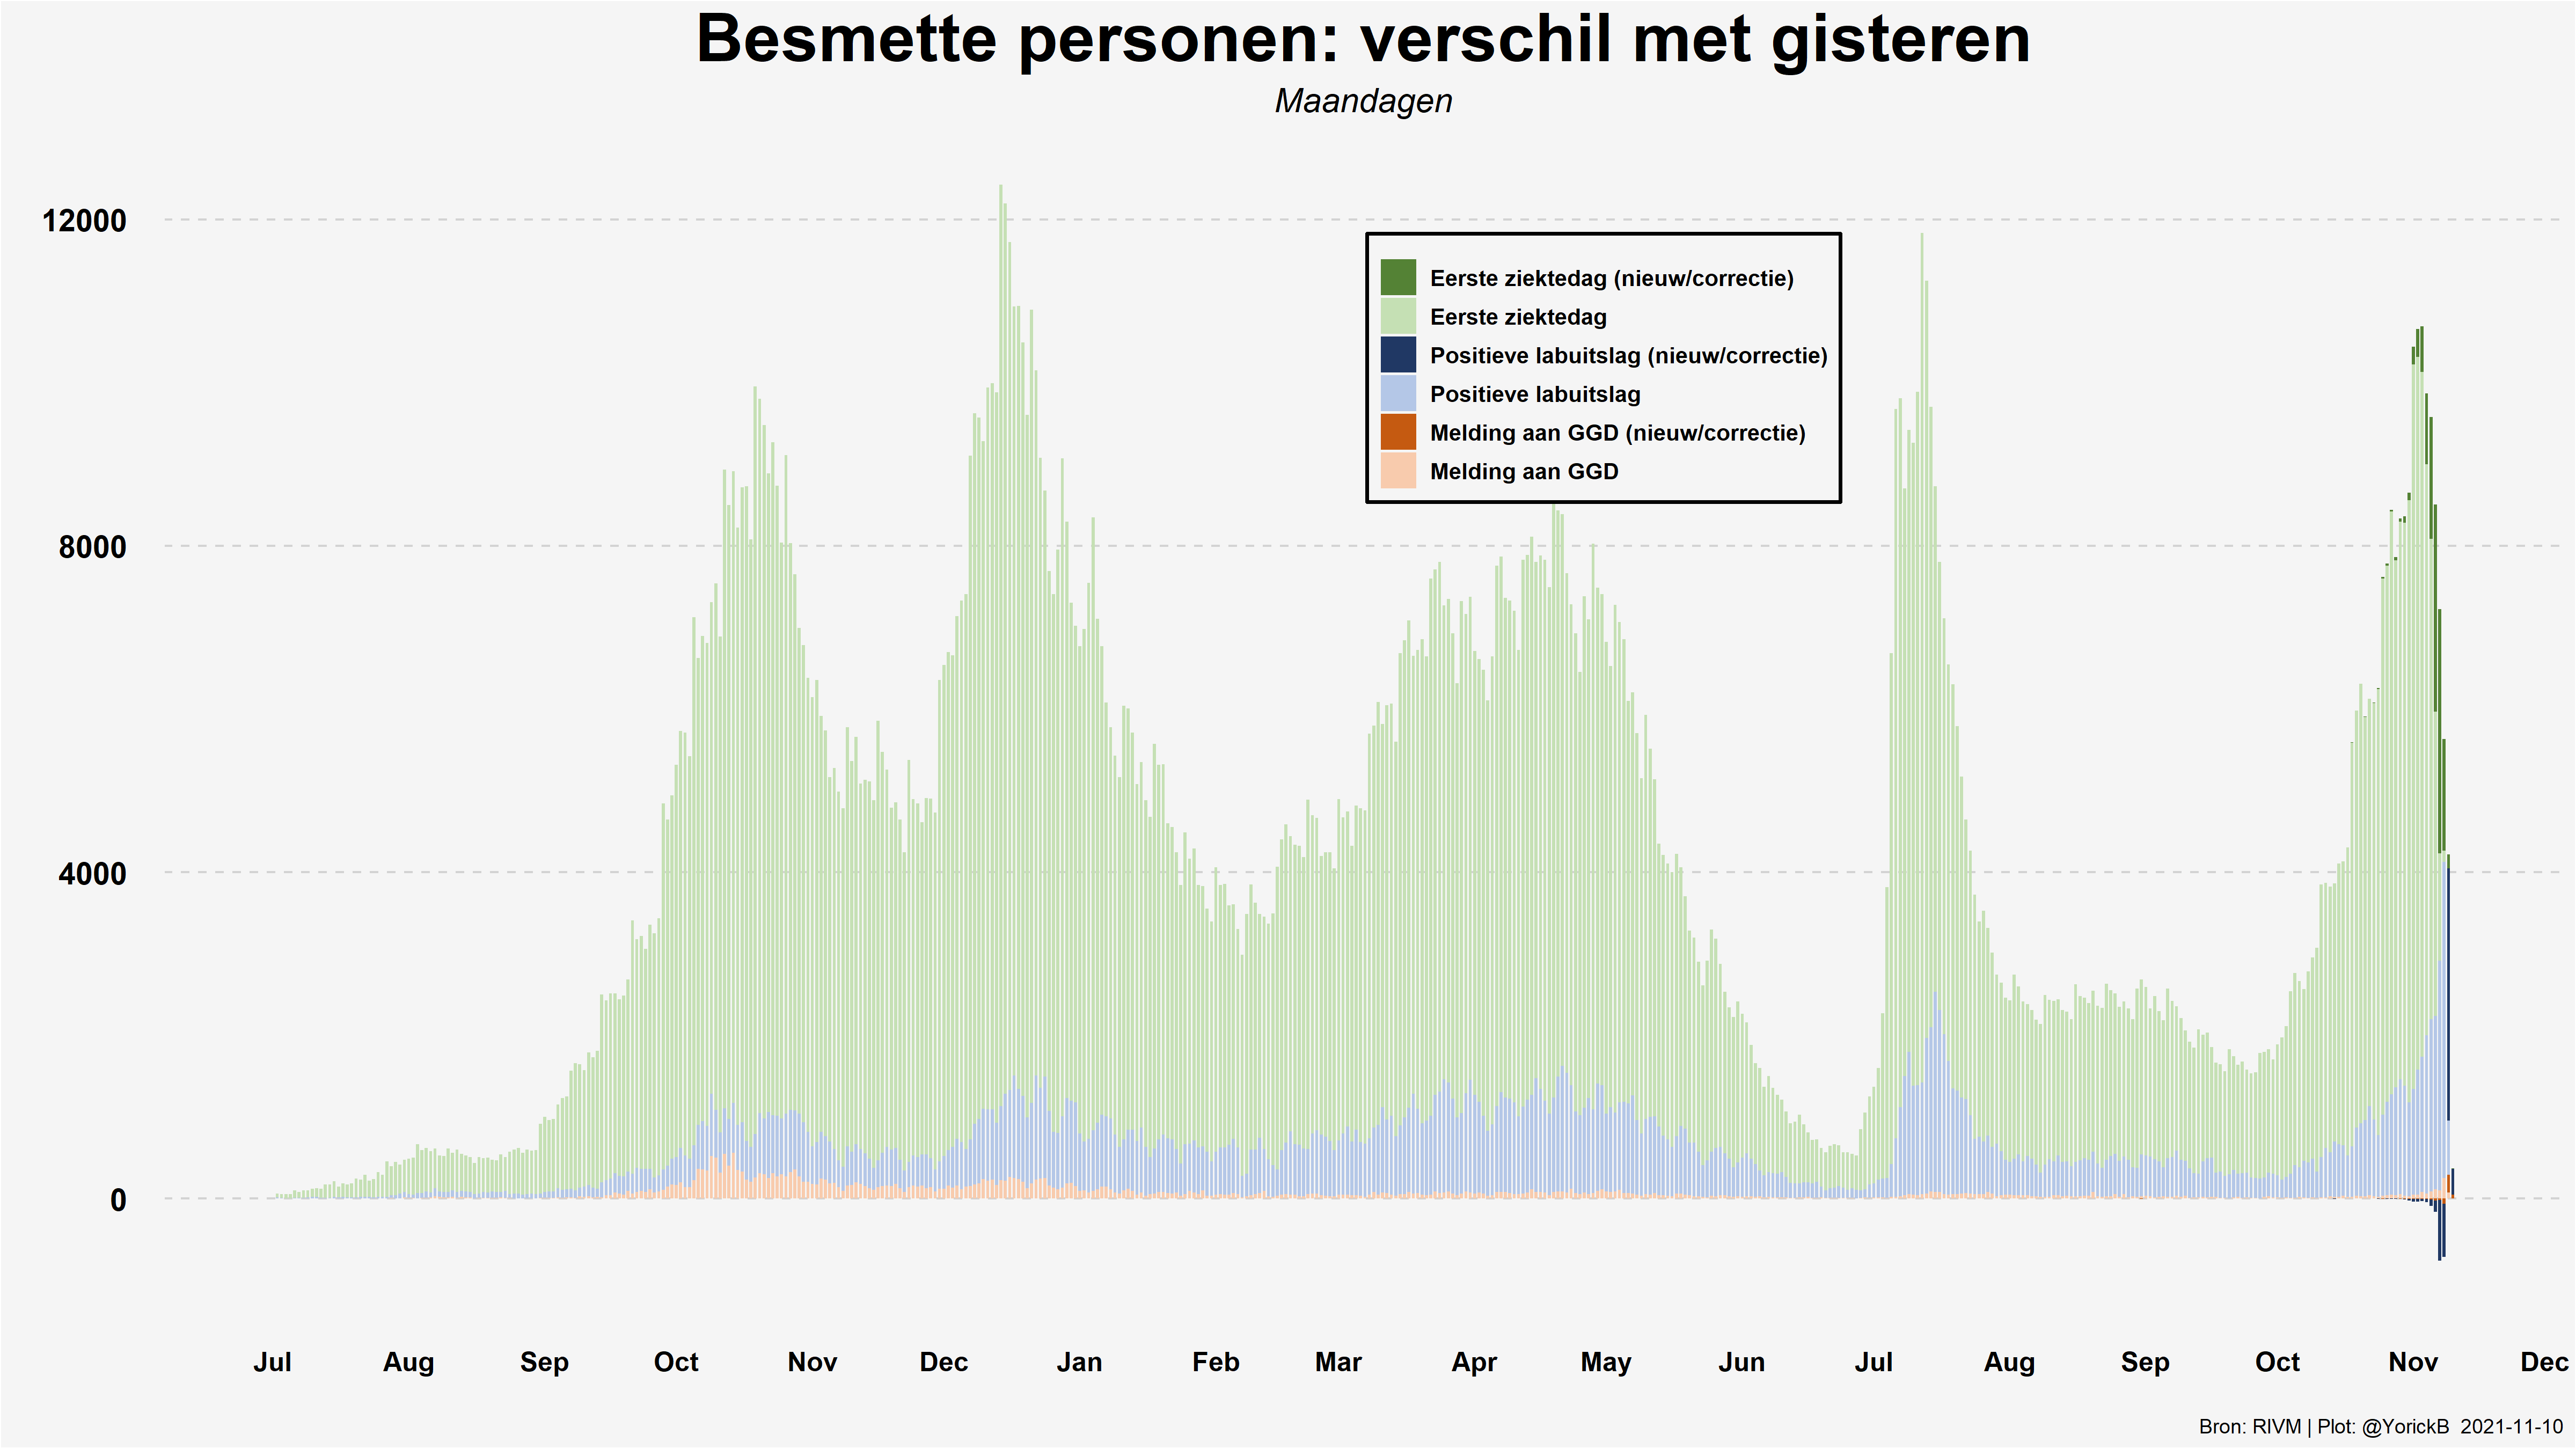 Besmette personen: verschil met gisteren
Maandagen
12000
8000
4000
0
Eerste ziektedag (nieuw/correctie)
Eerste ziektedag
Positieve labuitslag (nieuw/correctie)
Positieve labuitslag
Melding aan GGD (nieuw/correctie)
Melding aan GGD
Jul Aug Sep Oct Nov Dec Jan Feb Mar Apr May Jun Jul Aug Sep Oct Nov Dec
Bron: RIVM | Plot: @YorickB 2021-11-10